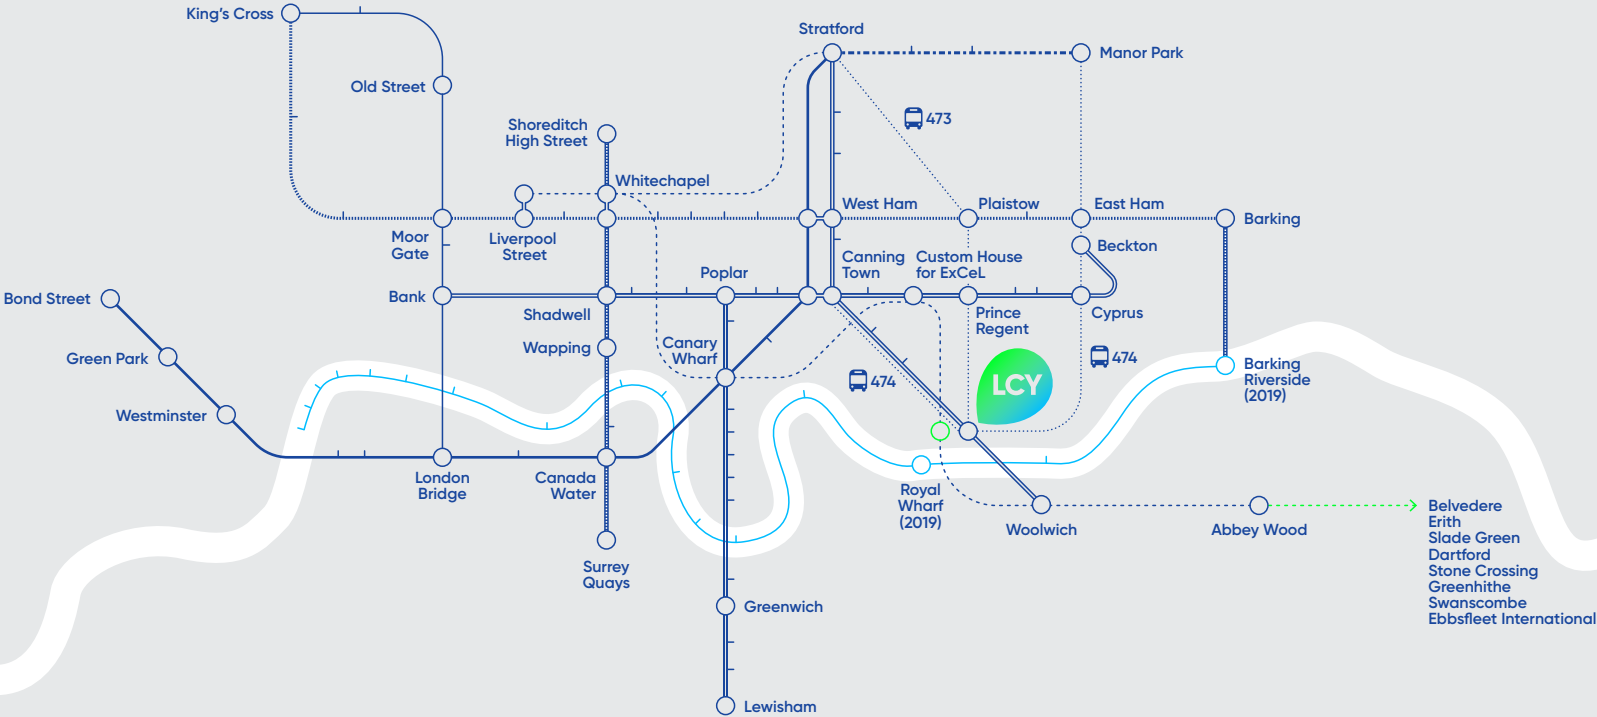 King's Cross
Stratford
Manor Park
Old Street
473
Shoreditch
High Street
Whitechapel
West Ham
Plaistow
East Ham
Barking
Moor
Gate
Liverpool
Street
Beckton
Canning
Town
Custom House
for ExCeL
Poplar
Bond Street
Bank
Shadwell
Prince
Regent
Cyprus
Green Park
Wapping
Canary
Wharf
474
LCY
474
Barking
Riverside
(2019)
Westminster
London
Bridge
Canada
Water
Royal
Wharf
(2019)
Woolwich
Abbey Wood
Belvedere
Erith
Slade Green
Dartford
Stone Crossing
Greenhithe
Swanscombe
Ebbsfleet International
Surrey
Quays
Greenwich
Lewisham